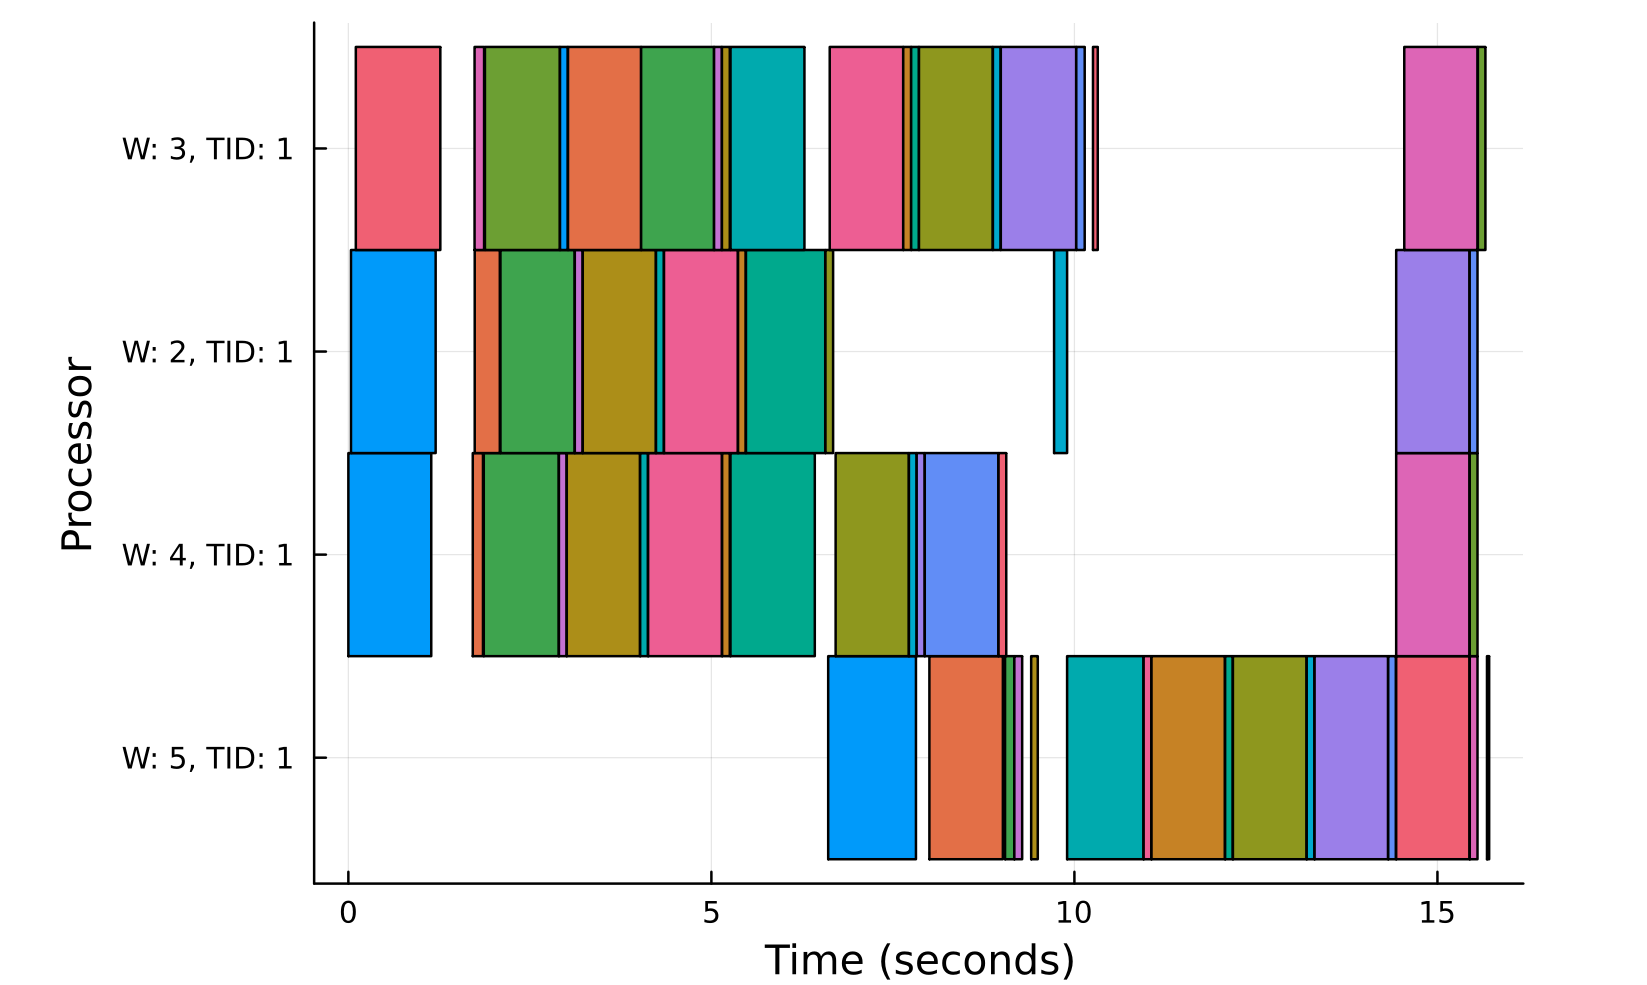 W: 3, TID: 1
W: 2, TID: 1
W: 4, TID: 1
W: 5, TID: 1
Processor
0 5 10 15
Time (seconds)